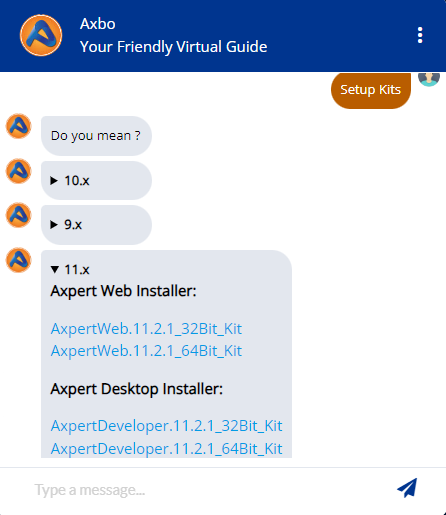 Axbo
Your Friendly Virtual Guide
Setup Kits
Do you mean ?
10.x
9.x
11.x
Axpert Web Installer:
AxpertWeb.11.2.1_32Bit_Kit
AxpertWeb.11.2.1_64Bit_Kit
Axpert Desktop Installer:
AxpertDeveloper.11.2.1_32Bit_Kit
AxpertDeveloper.11.2.1_64Bit_Kit
Type a message...